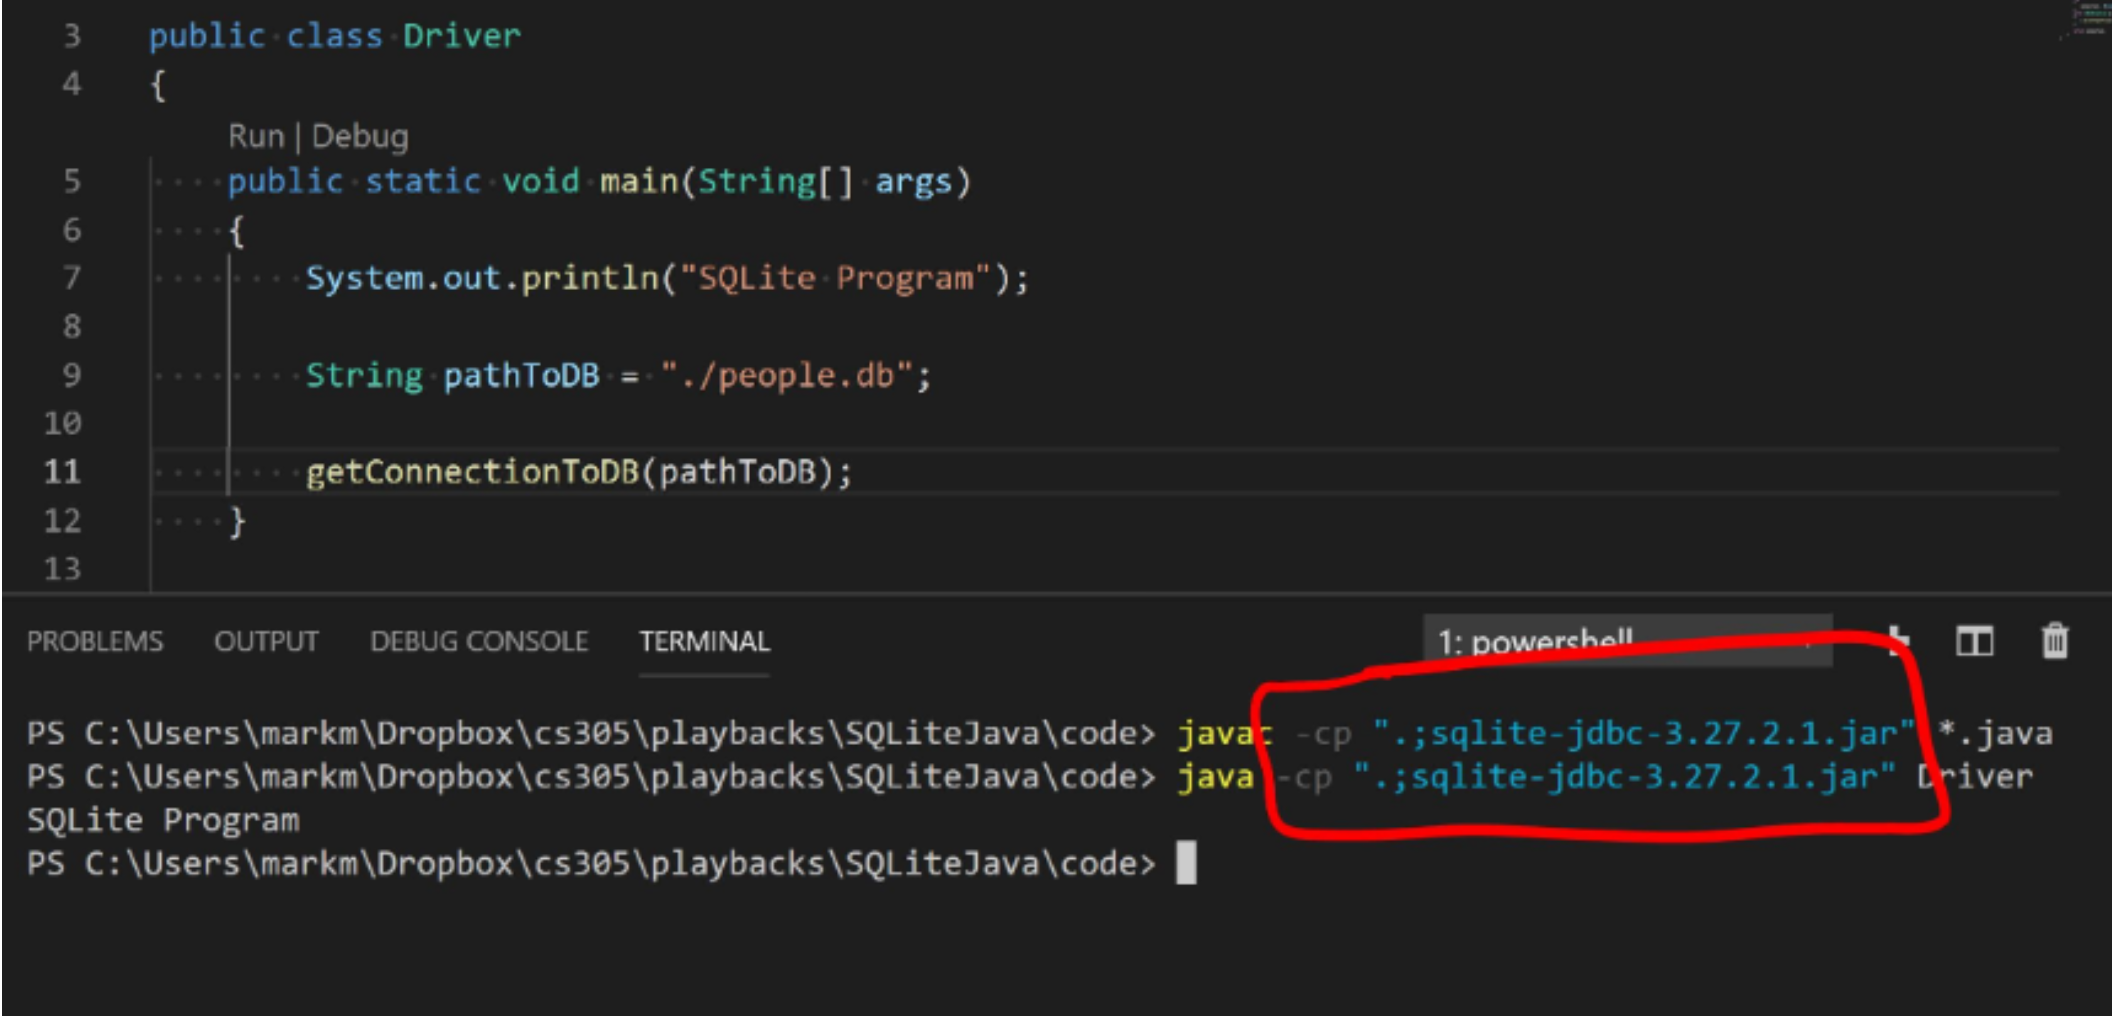 3 public class Driver
4 {
Run | Debug
5 public static void main(String[] args)
6 {
7 System.out.println("SQLite Program");
8
9 String pathToDB = "./people.db";
10
11 getConnectionToDB(pathToDB);
12 }
13
PROBLEMS OUTPUT DEBUG CONSOLE TERMINAL 1: powershell
PS C:\Users\markm\Dropbox\cs305\playbacks\SQLiteJava\code> javac -cp ".;sqlite-jdbc-3.27.2.1.jar" *.java
PS C:\Users\markm\Dropbox\cs305\playbacks\SQLiteJava\code> java -cp ".;sqlite-jdbc-3.27.2.1.jar" Driver
SQLite Program
PS C:\Users\markm\Dropbox\cs305\playbacks\SQLiteJava\code>